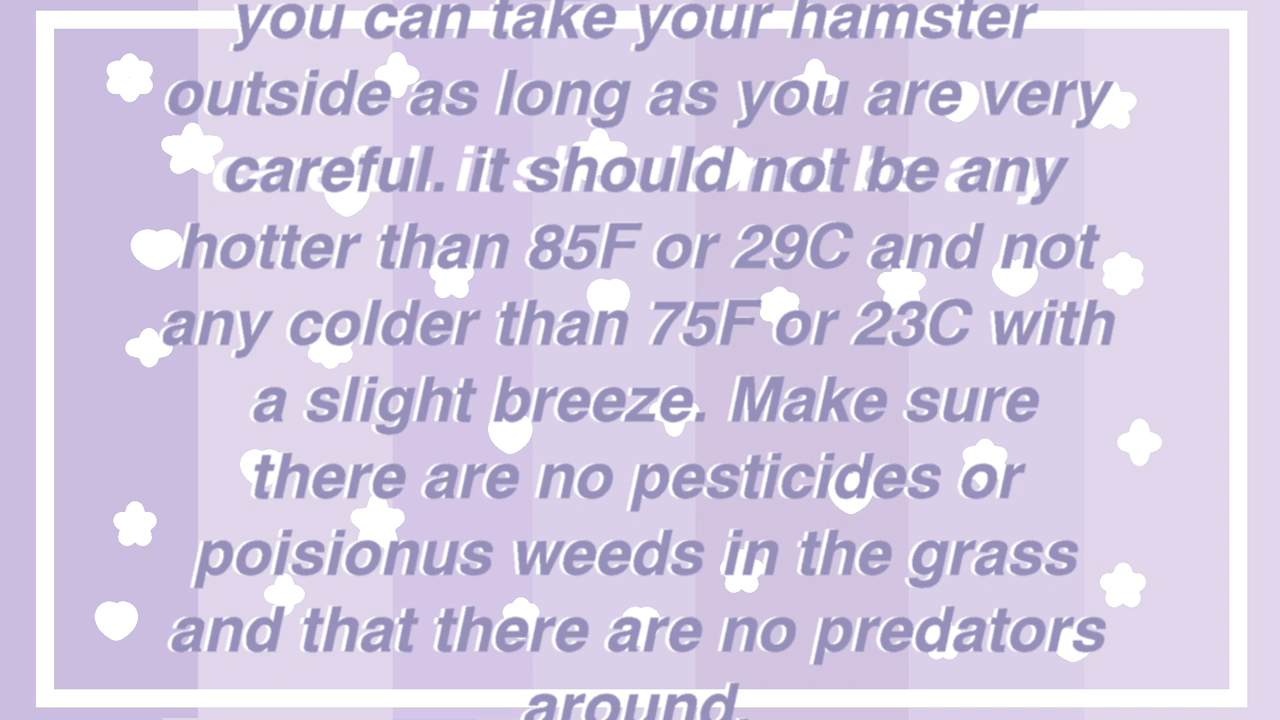 you can take your hamster
outside as long as you are very
careful. it should not be any
hotter than 85F or 29C and not
any colder than 75F or 23C with
a slight breeze. Make sure
there are no pesticides or
poisionus weeds in the grass
and that there are no predators
around.